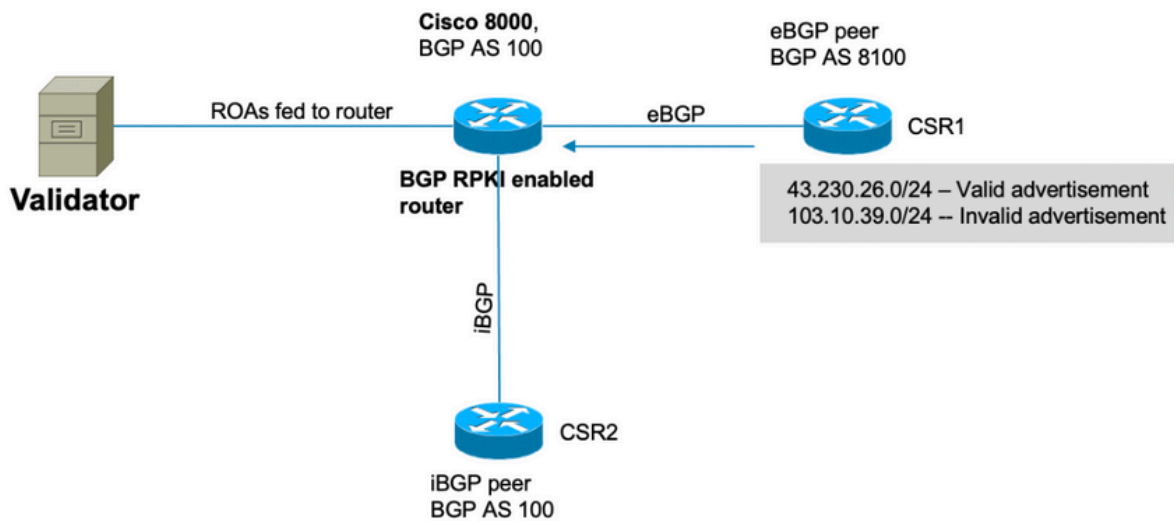 Cisco 8000,
BGP AS 100
eBGP peer
BGP AS 8100
ROAs fed to router
eBGP
CSR1
Validator
BGP RPKI enabled
router
43.230.26.0/24 – Valid advertisement
103.10.39.0/24 -- Invalid advertisement
iBGP
CSR2
iBGP peer
BGP AS 100